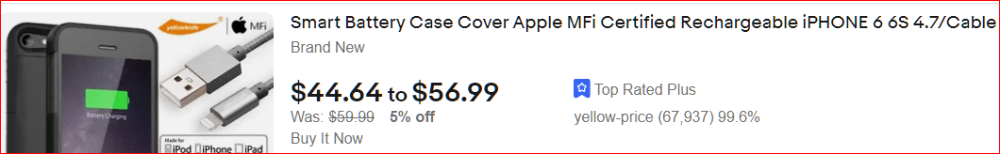 Smart Battery Case Cover Apple MFi Certified Rechargeable iPHONE 6 6S 4.7/Cable
Brand New
$44.64 to $56.99
Was: $59.99 5% off
Buy It Now
Top Rated Plus
yellow-price (67,937) 99.6%
yellowknife
MFi
Battery Charging
Made for
iPod iPhone iPad